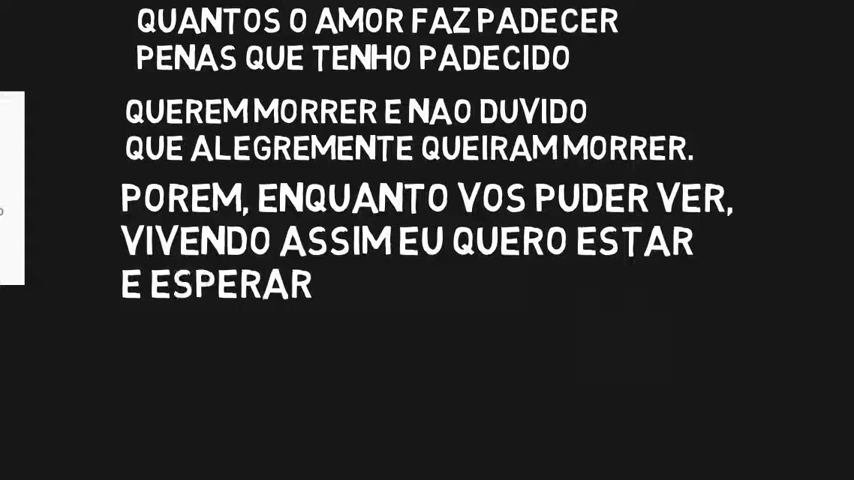 QUANTOS O AMOR FAZ PADECER
PENAS QUE TENHO PADECIDO
QUEREM MORRER E NAO DUVIDO
QUE ALEGREMENTE QUEIRAM MORRER.
POREM, ENQUANTO VOS PUDER VER,
VIVENDO ASSIM EU QUERO ESTAR
E ESPERAR